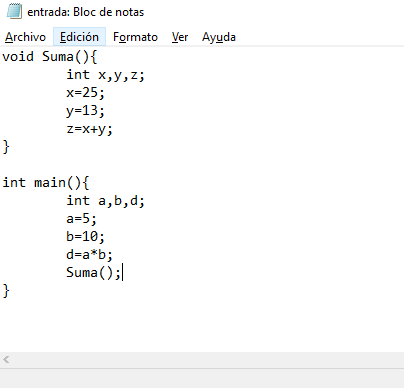 entrada: Bloc de notas
Archivo Edición Formato Ver Ayuda
void Suma(){
        int x,y,z;
        x=25;
        y=13;
        z=x+y;
}

int main(){
        int a,b,d;
        a=5;
        b=10;
        d=a*b;
        Suma();
}